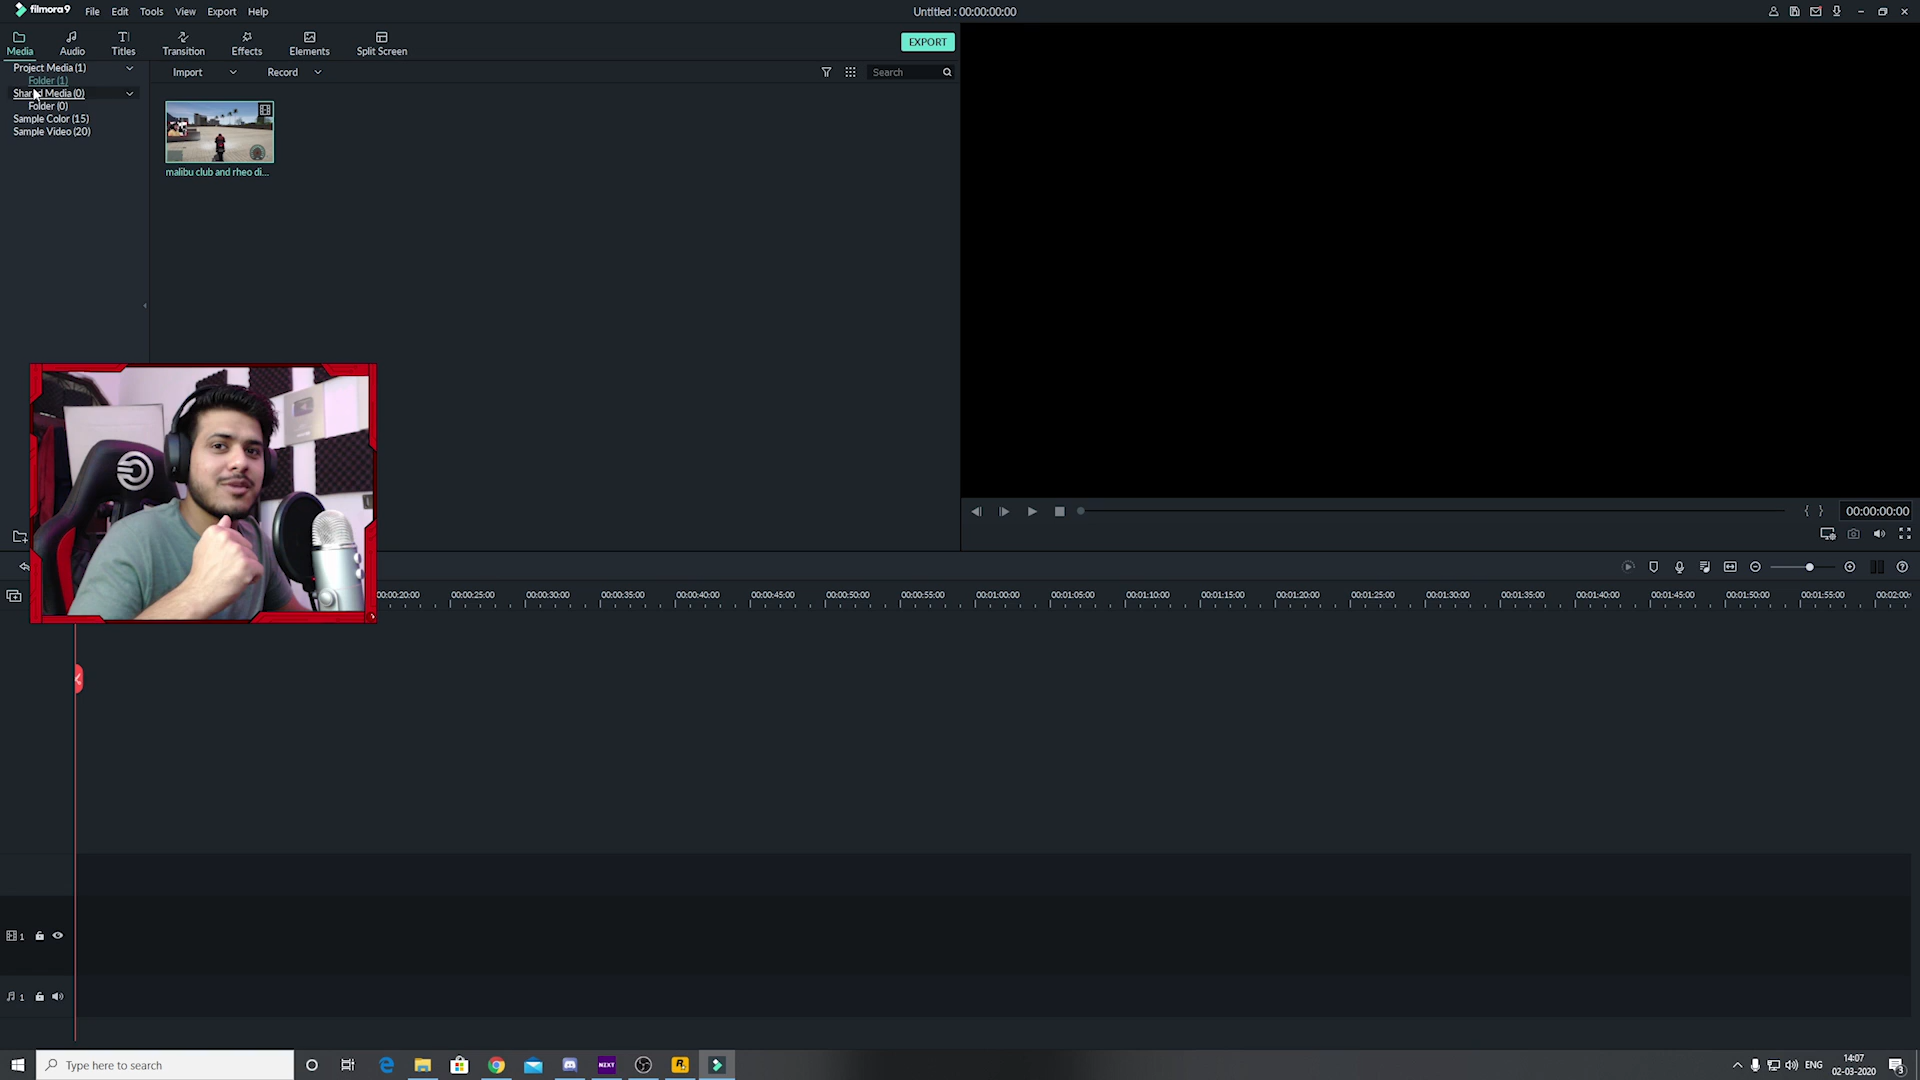 filmora9 File Edit Tools View Export Help Untitled : 00:00:00:00
Media Audio Titles Transition Effects Elements Split Screen EXPORT
Project Media (1)
Folder (1)
Shared Media (0)
Folder (0)
Sample Color (15)
Sample Video (20)
Import Record Search
malibu club and rheo di...
00:00:00:00
00:00:20:00 00:00:25:00 00:00:30:00 00:00:35:00 00:00:40:00 00:00:45:00 00:00:50:00 00:00:55:00 00:01:00:00 00:01:05:00 00:01:10:00 00:01:15:00 00:01:20:00 00:01:25:00 00:01:30:00 00:01:35:00 00:01:40:00 00:01:45:00 00:01:50:00 00:01:55:00 00:02:00:
1
1
Type here to search NEXT R ENG 14:07
02-03-2020 3